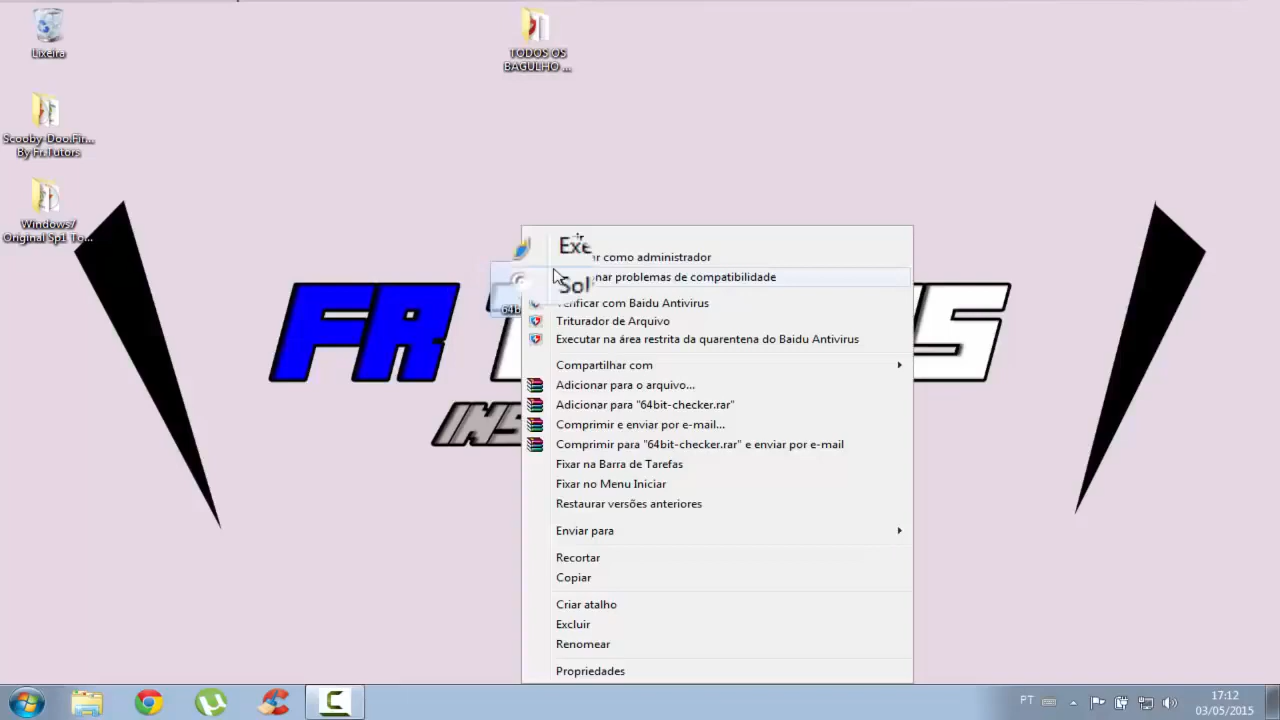 Lixeira
TODOS OS
BAGULHO ...
Scooby-Doo.Fir...
By Fr.Tutors
Windows7
Original Sp1 To...
FR
INS
S
64b
Exe
como administrador
problemas de compatibilidade
Sol
Verificar com Baidu Antivirus
Triturador de Arquivo
Executar na área restrita da quarentena do Baidu Antivirus
Compartilhar com
Adicionar para o arquivo...
Adicionar para "64bit-checker.rar"
Comprimir e enviar por e-mail...
Comprimir para "64bit-checker.rar" e enviar por e-mail
Fixar na Barra de Tarefas
Fixar no Menu Iniciar
Restaurar versões anteriores
Enviar para
Recortar
Copiar
Criar atalho
Excluir
Renomear
Propriedades
PT
17:12
03/05/2015